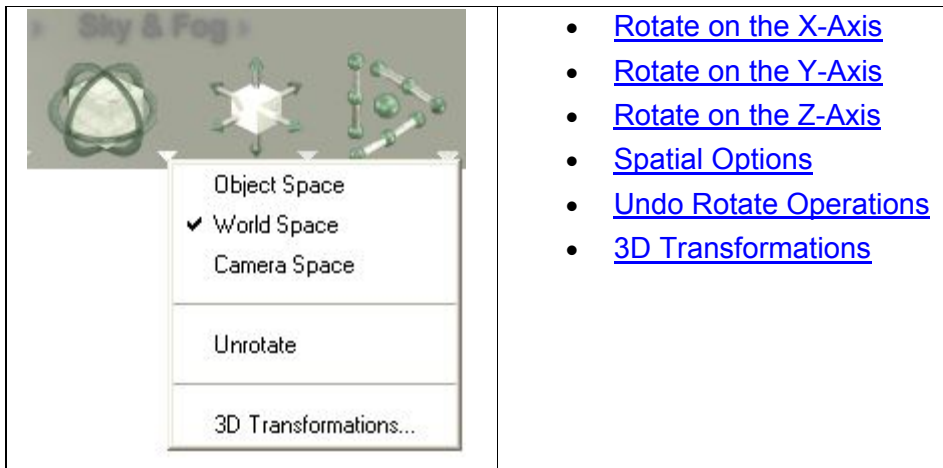 Sky & Fog
Object Space
✔ World Space
Camera Space
Unrotate
3D Transformations...
• Rotate on the X-Axis
• Rotate on the Y-Axis
• Rotate on the Z-Axis
• Spatial Options
• Undo Rotate Operations
• 3D Transformations